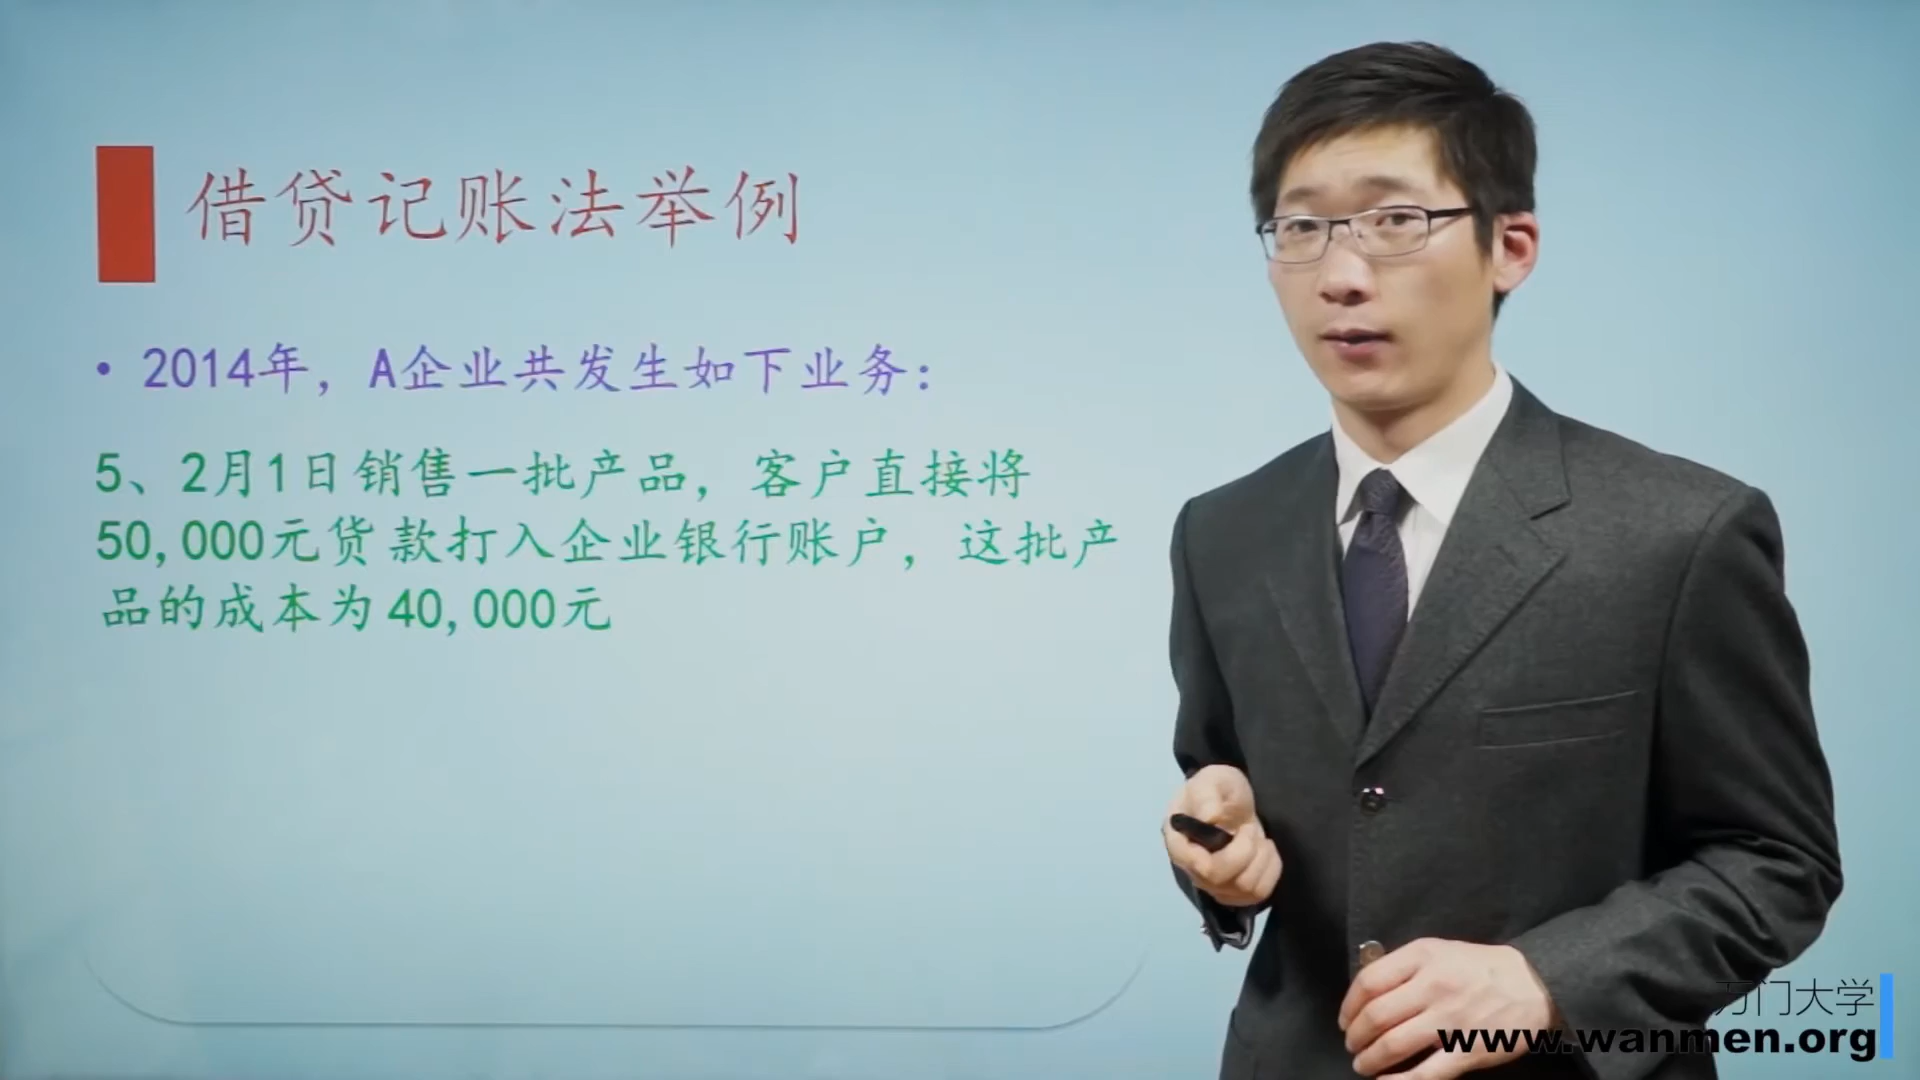 借贷记账法举例
• 2014年，A企业共发生如下业务：
5、2月1日销售一批产品，客户直接将
50,000元货款打入企业银行账户，这批产
品的成本为40,000元
万门大学
www.wanmen.org